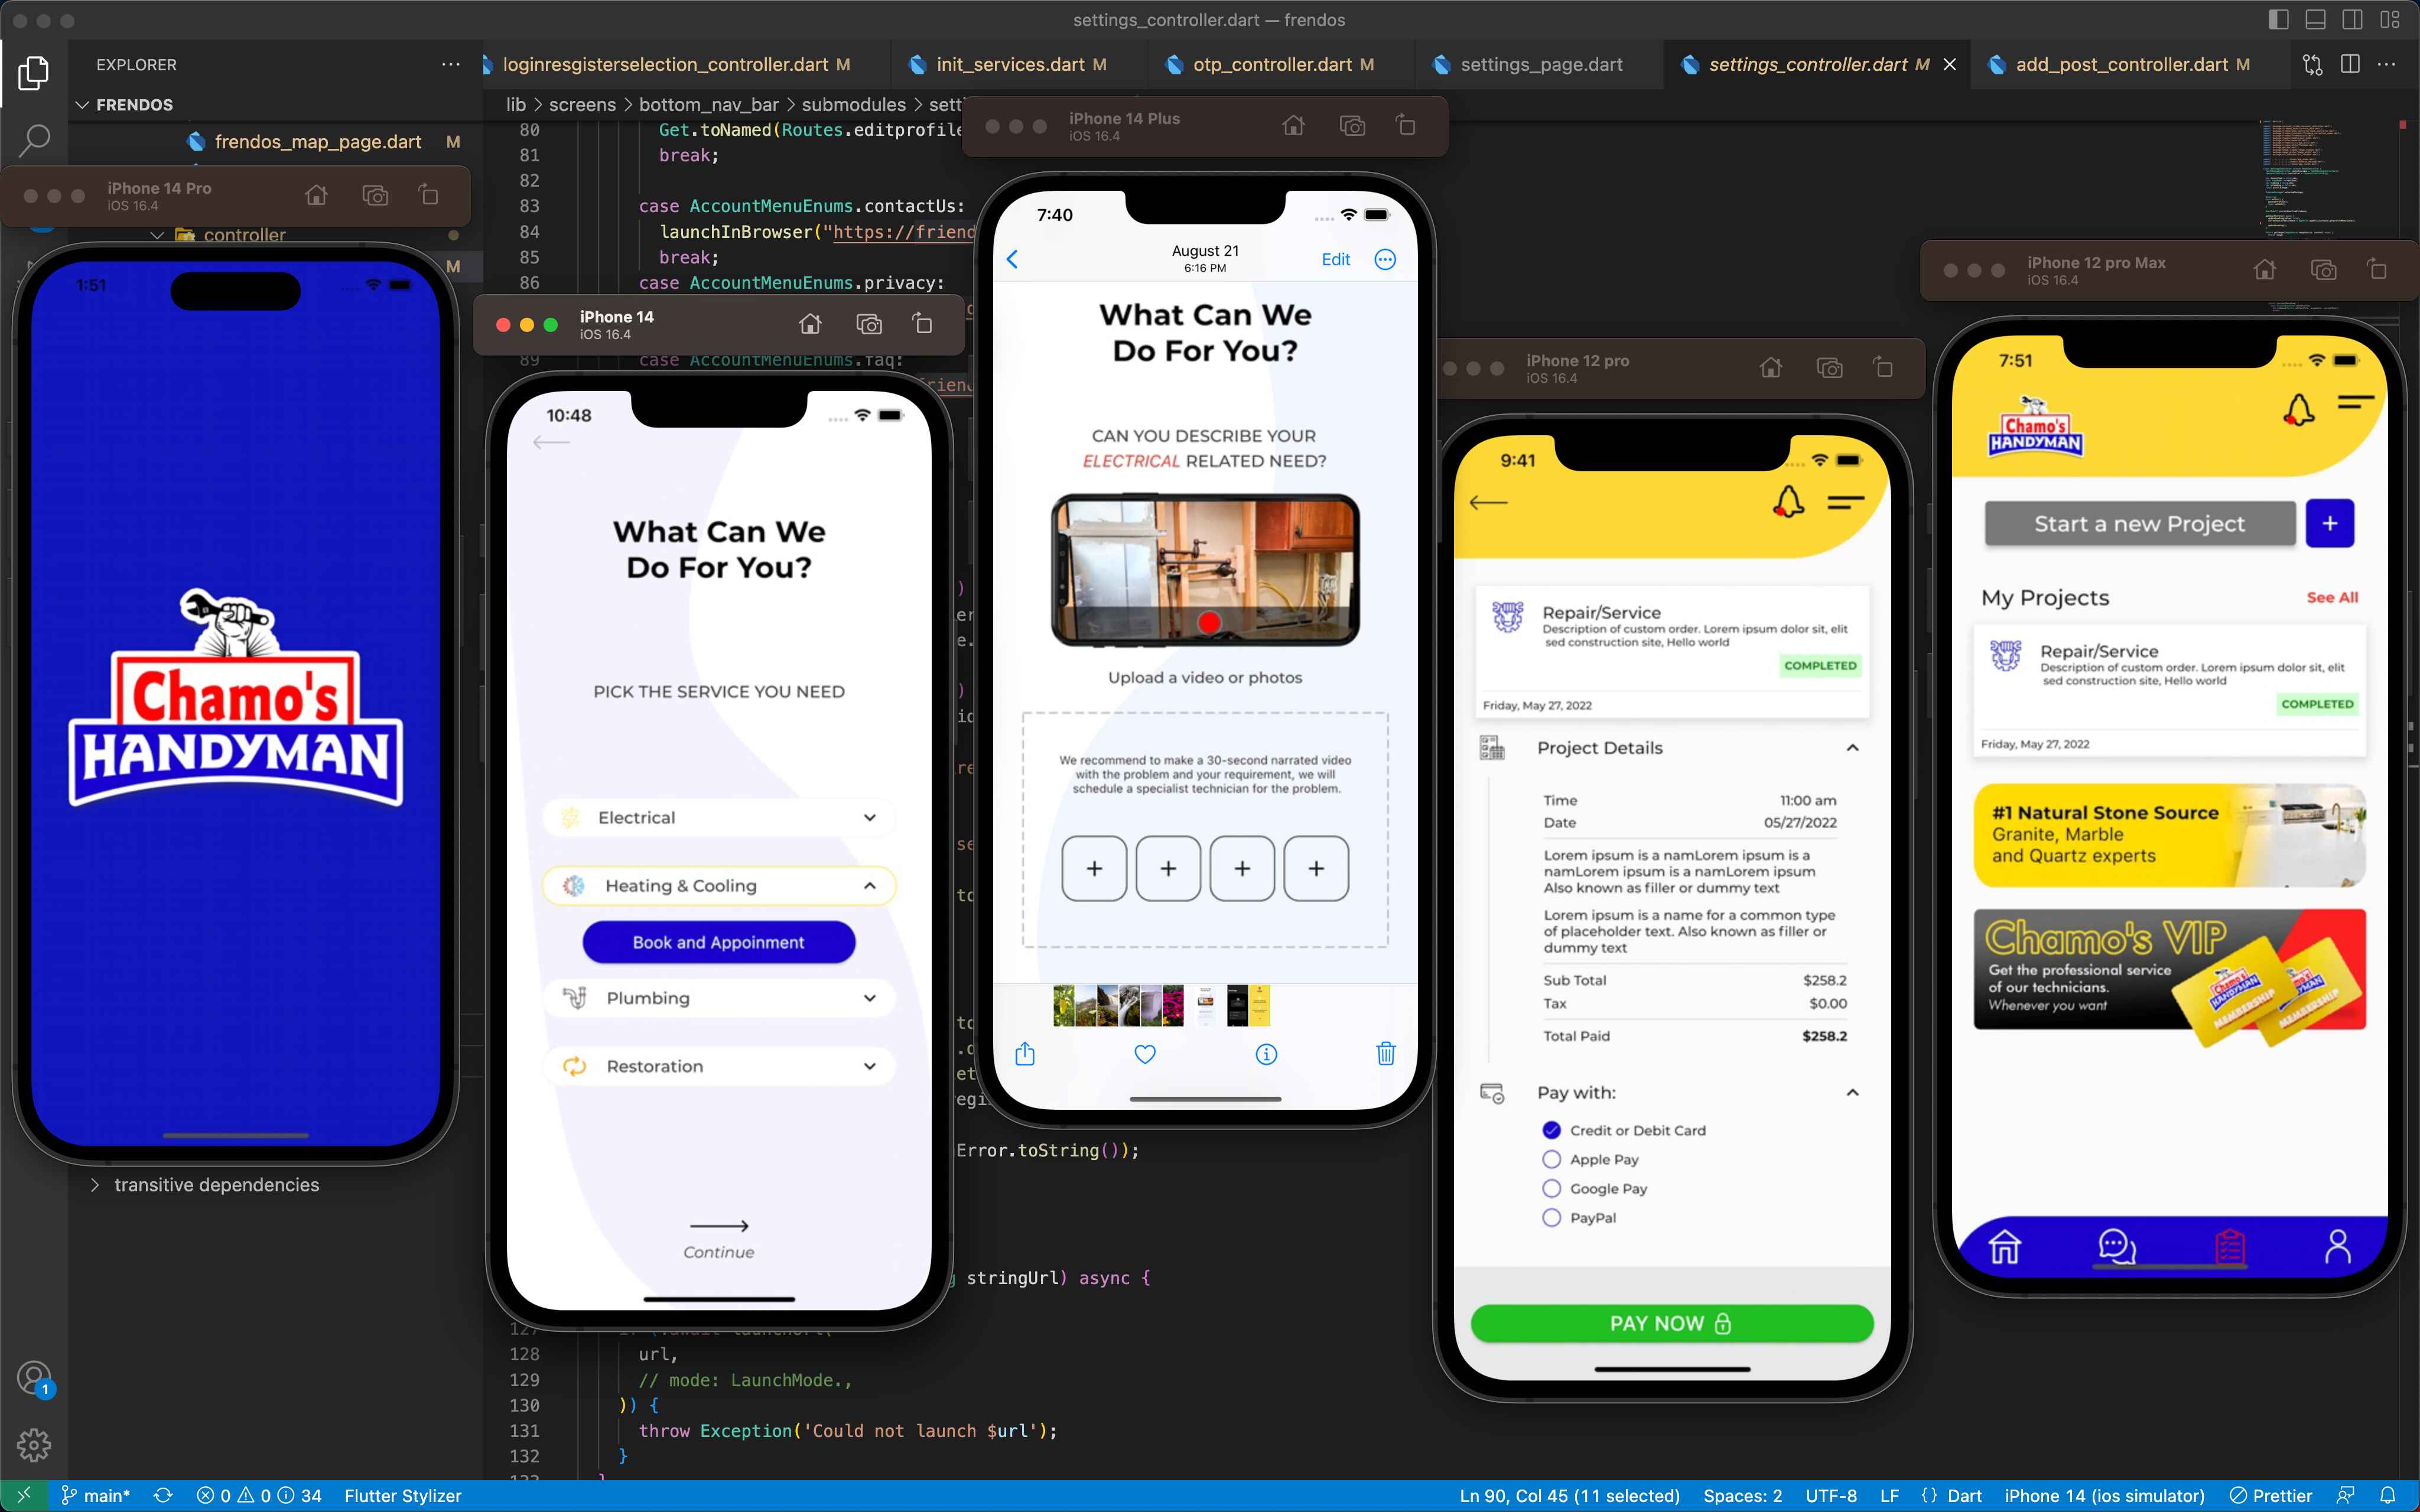 settings_controller.dart — frendos
EXPLORER
loginresgisterselection_controller.dart M
init_services.dart M
otp_controller.dart M
settings_page.dart
settings_controller.dart M
add_post_controller.dart M
FRENDOS
lib > screens > bottom_nav_bar > submodules >
frendos_map_page.dart M
controller
M
transitive dependencies
80 Get.toNamed(Routes.editprofile
81 break;
82
83 case AccountMenuEnums.contactUs:
84 launchInBrowser("https://friend
85 break;
86 case AccountMenuEnums.privacy:
89 case AccountMenuEnums.faq:
Error.toString());
stringUrl) async {
128 url,
129 // mode: LaunchMode.,
130 )) {
131 throw Exception('Could not launch $url');
132 }
iPhone 14 Pro
iOS 16.4
1:51
Chamo's
HANDYMAN
iPhone 14
iOS 16.4
10:48
What Can We
Do For You?
PICK THE SERVICE YOU NEED
Electrical
Heating & Cooling
Book and Appoinment
Plumbing
Restoration
Continue
iPhone 14 Plus
iOS 16.4
7:40
August 21
6:16 PM
Edit
What Can We
Do For You?
CAN YOU DESCRIBE YOUR
ELECTRICAL RELATED NEED?
Upload a video or photos
We recommend to make a 30-second narrated video
with the problem and your requirement, we will
schedule a specialist technician for the problem.
+ + + +
iPhone 12 pro
iOS 16.4
9:41
Repair/Service
Description of custom order. Lorem ipsum dolor sit, elit
sed construction site, Hello world
COMPLETED
Friday, May 27, 2022
Project Details
Time 11:00 am
Date 05/27/2022
Lorem ipsum is a namLorem ipsum is a
namLorem ipsum is a namLorem ipsum
Also known as filler or dummy text
Lorem ipsum is a name for a common type
of placeholder text. Also known as filler or
dummy text
Sub Total $258.2
Tax $0.00
Total Paid $258.2
Pay with:
Credit or Debit Card
Apple Pay
Google Pay
PayPal
PAY NOW
iPhone 12 pro Max
iOS 16.4
7:51
Chamo's
HANDYMAN
Start a new Project +
My Projects See All
Repair/Service
Description of custom order. Lorem ipsum dolor sit, elit
sed construction site, Hello world
COMPLETED
Friday, May 27, 2022
#1 Natural Stone Source
Granite, Marble
and Quartz experts
Chamo's VIP
Get the professional service
of our technicians.
Whenever you want
HANDYMAN
MEMBERSHIP
HANDYMAN
MEMBERSHIP
1
main* 0 0 34 Flutter Stylizer
Ln 90, Col 45 (11 selected) Spaces: 2 UTF-8 LF {} Dart iPhone 14 (ios simulator) Prettier